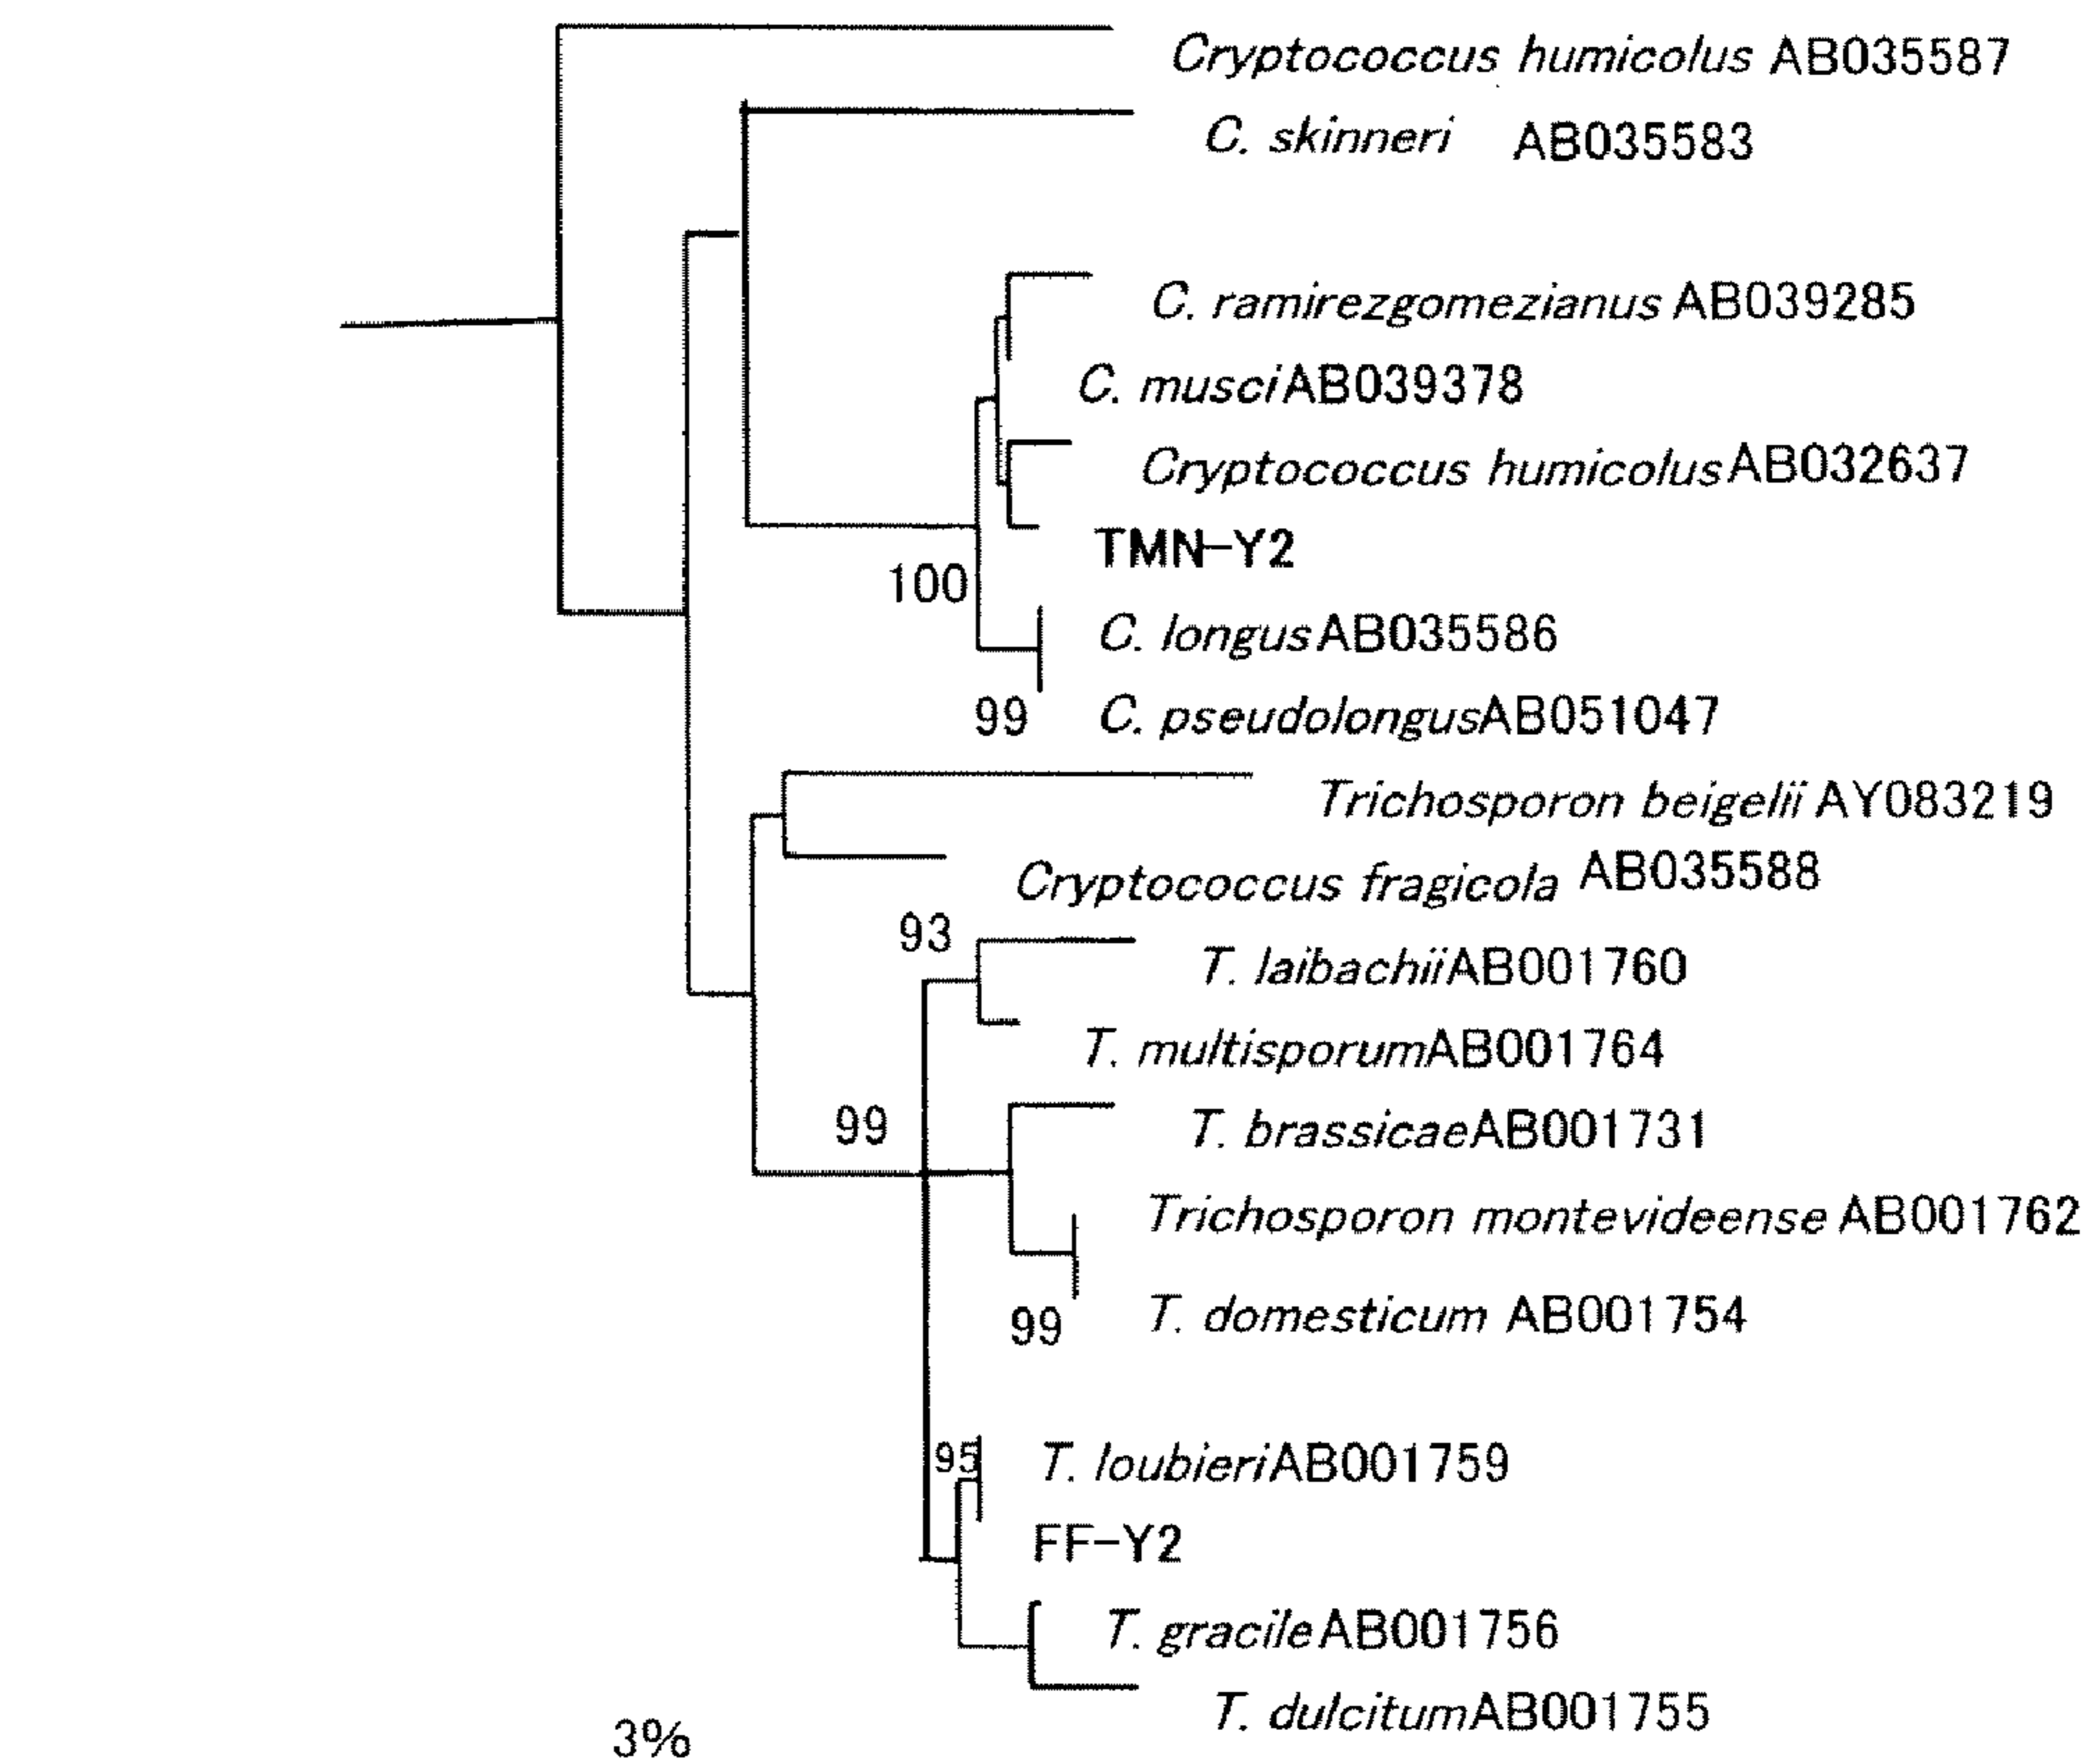 Cryptococcus humicolus AB035587
C. skinneri AB035583
C. ramirezgomezianus AB039285
C. musci AB039378
Cryptococcus humicolus AB032637
TMN-Y2
100
C. longus AB035586
99
C. pseudolongus AB051047
Trichosporon beigelii AY083219
Cryptococcus fragicola AB035588
93
T. laibachii AB001760
T. multisporum AB001764
99
T. brassicae AB001731
Trichosporon montevideense AB001762
99
T. domesticum AB001754
95
T. loubieri AB001759
FF-Y2
T. gracile AB001756
T. dulcitum AB001755
3%